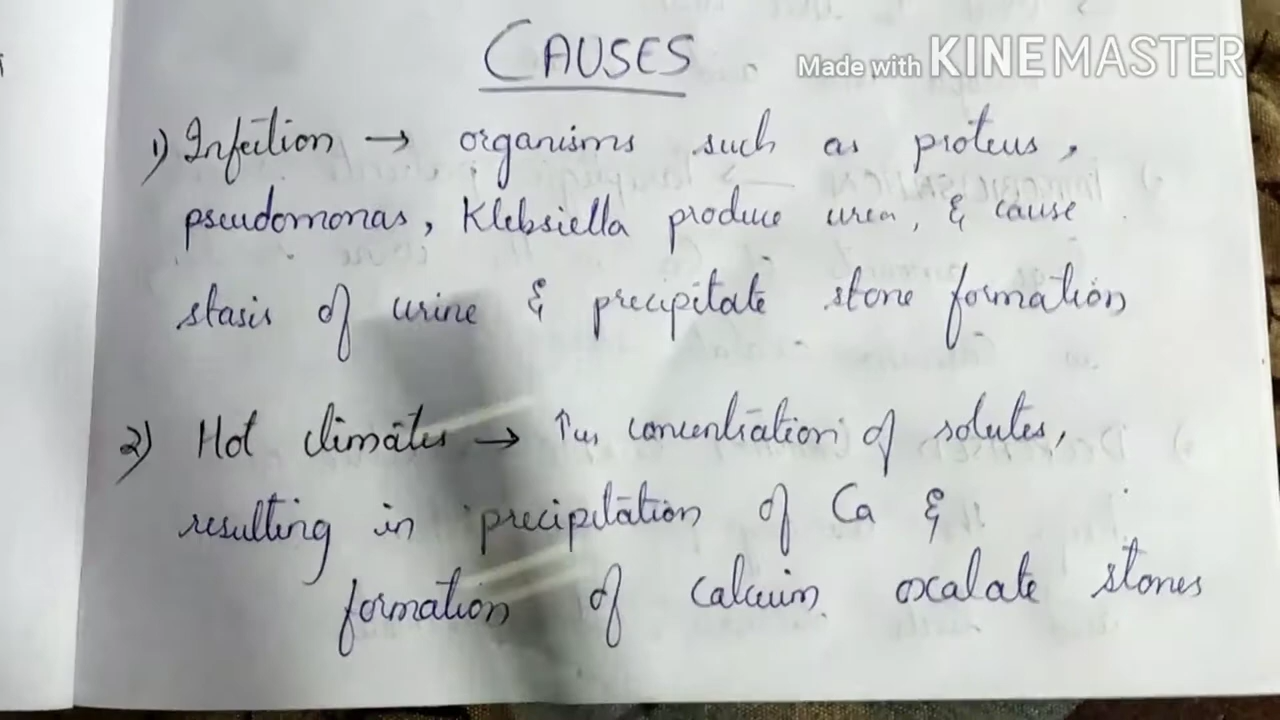 CAUSES
Made with KINEMASTER
1) Infection → organisms such as proteus,
pseudomonas, Klebsiella produce urea, & cause
stasis of urine & precipitate stone formation
2) Hot climates → ↑es concentration of solutes,
resulting in precipitation of Ca &
formation of calcium oxalate stones